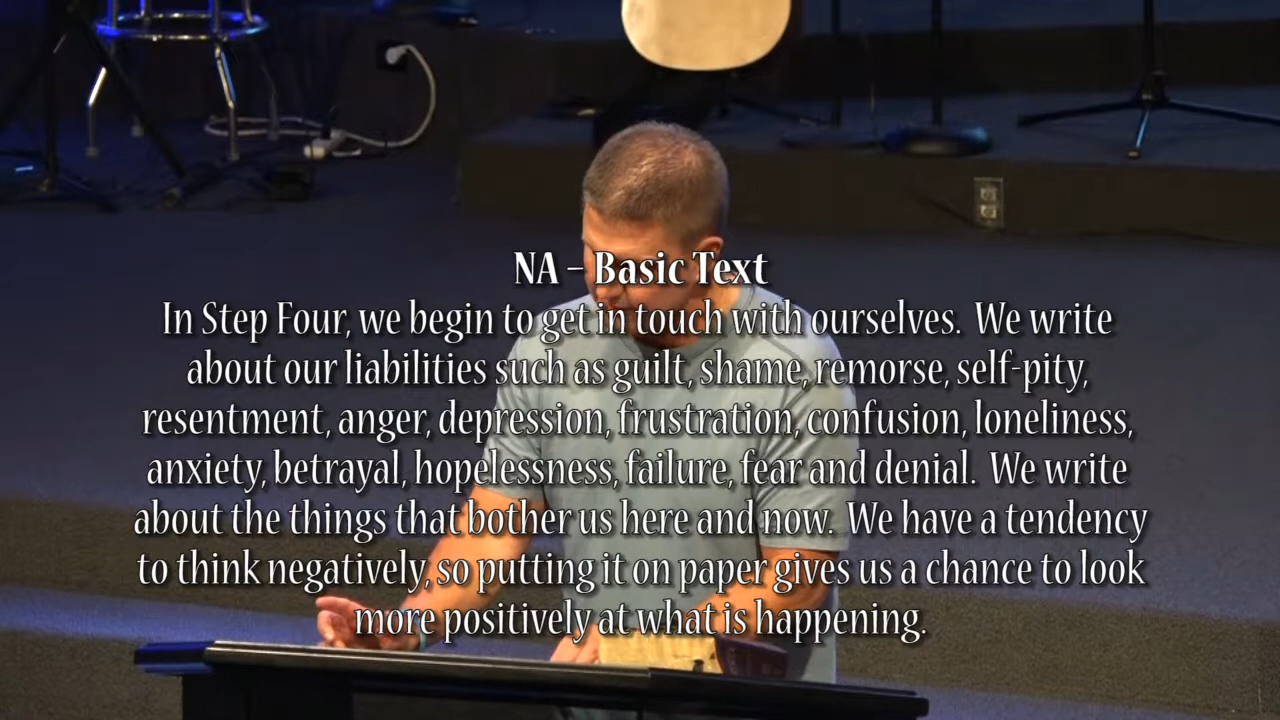 NA – Basic Text
In Step Four, we begin to get in touch with ourselves.  We write
about our liabilities such as guilt, shame, remorse, self-pity,
resentment, anger, depression, frustration, confusion, loneliness,
anxiety, betrayal, hopelessness, failure, fear and denial.  We write
about the things that bother us here and now.  We have a tendency
to think negatively, so putting it on paper gives us a chance to look
more positively at what is happening.